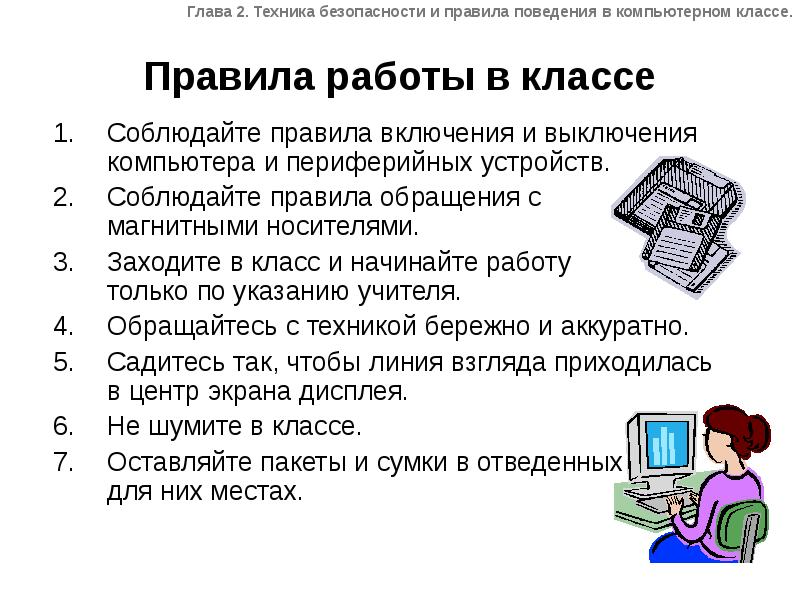 Глава 2. Техника безопасности и правила поведения в компьютерном классе.
Правила работы в классе
1. Соблюдайте правила включения и выключения
компьютера и периферийных устройств.
2. Соблюдайте правила обращения с
магнитными носителями.
3. Заходите в класс и начинайте работу
только по указанию учителя.
4. Обращайтесь с техникой бережно и аккуратно.
5. Садитесь так, чтобы линия взгляда приходилась
в центр экрана дисплея.
6. Не шумите в классе.
7. Оставляйте пакеты и сумки в отведенных
для них местах.